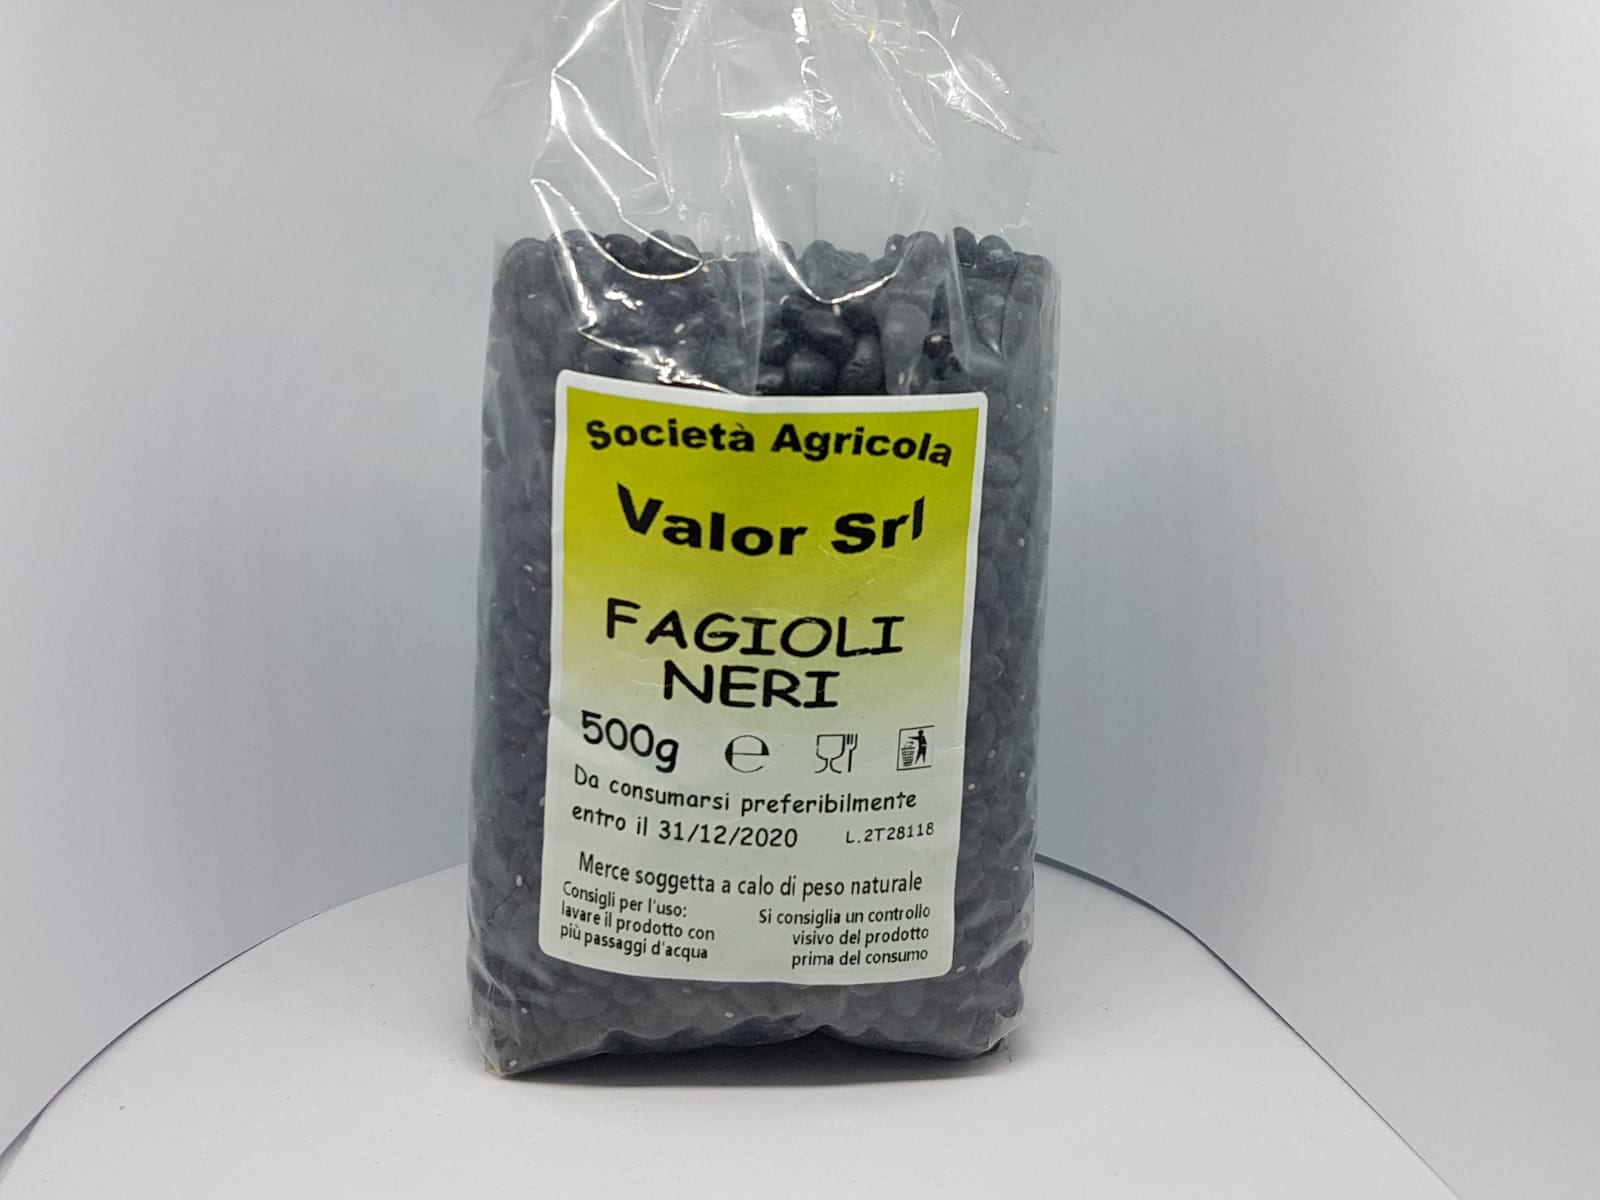 Società Agricola
Valor Srl
FAGIOLI
NERI
500g ℮
Da consumarsi preferibilmente
entro il 31/12/2020 L.2T28118
Merce soggetta a calo di peso naturale
Consigli per l'uso:
lavare il prodotto con
più passaggi d'acqua
Si consiglia un controllo
visivo del prodotto
prima del consumo